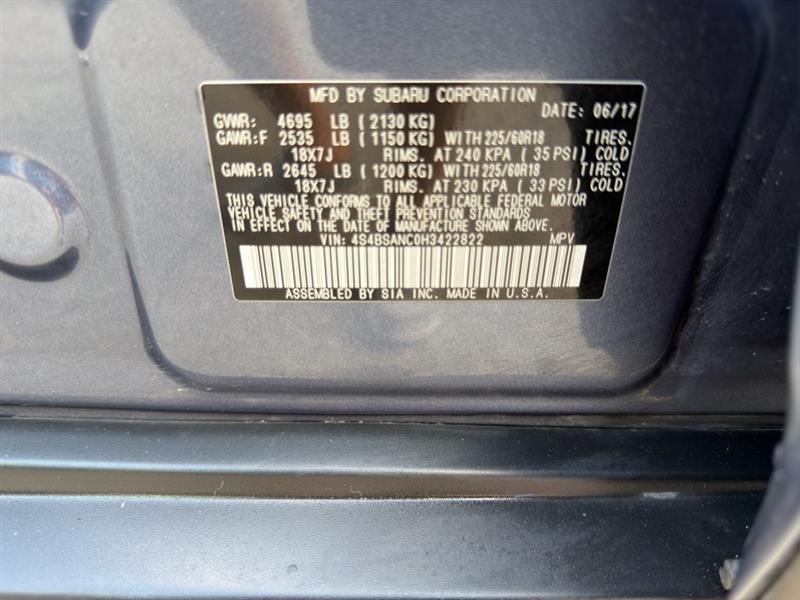 MFD BY SUBARU CORPORATION DATE: 06/17
GVWR: 4695 LB (2130 KG)
GAWR:F 2535 LB (1150 KG) WITH 225/60R18 TIRES.
18X7J RIMS. AT 240 KPA (35 PSI) COLD
GAWR:R 2645 LB (1200 KG) WITH 225/60R18 TIRES.
18X7J RIMS. AT 230 KPA (33 PSI) COLD
THIS VEHICLE CONFORMS TO ALL APPLICABLE FEDERAL MOTOR
VEHICLE SAFETY AND THEFT PREVENTION STANDARDS
IN EFFECT ON THE DATE OF MANUFACTURE SHOWN ABOVE.
VIN: 4S4BSANC0H3422822 MPV
ASSEMBLED BY SIA INC. MADE IN U.S.A.